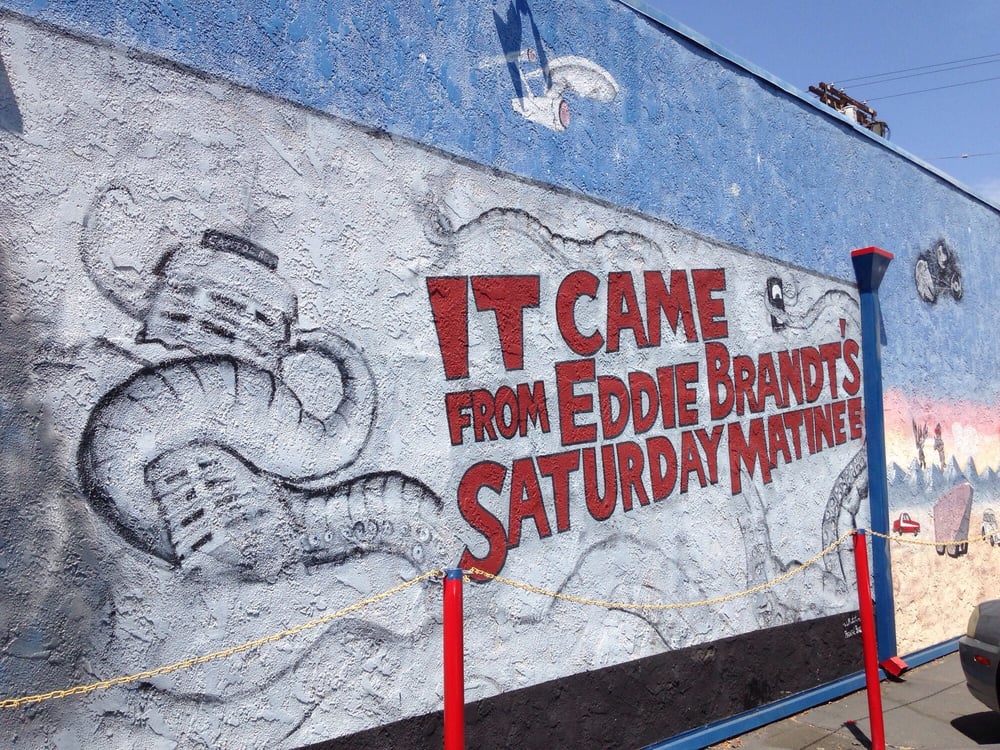 IT CAME
FROM EDDIE BRANDT'S
SATURDAY MATINEE